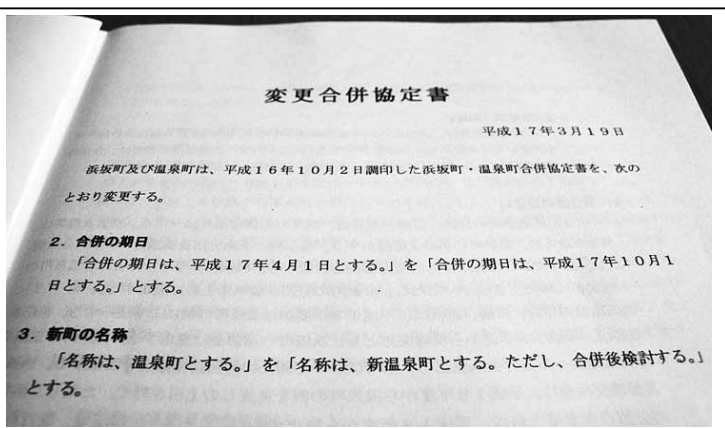 変更合併協定書
平成17年3月19日
浜坂町及び温泉町は、平成16年10月2日調印した浜坂町・温泉町合併協定書を、次の
とおり変更する。
2．合併の期日
「合併の期日は、平成17年4月1日とする。」を「合併の期日は、平成17年10月1
日とする。」とする。
3．新町の名称
「名称は、温泉町とする。」を「名称は、新温泉町とする。ただし、合併後検討する。」
とする。